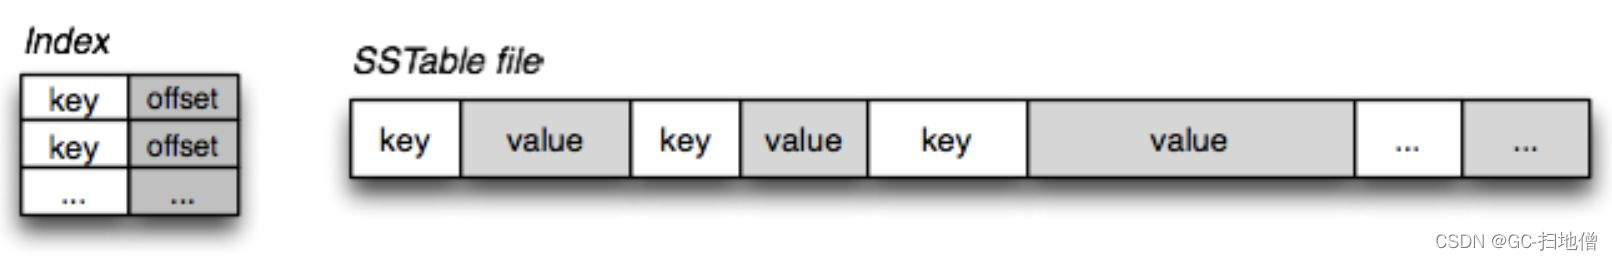 Index
key offset
key offset
... ...
SSTable file
key value key value key value ... ...
CSDN @GC-扫地僧